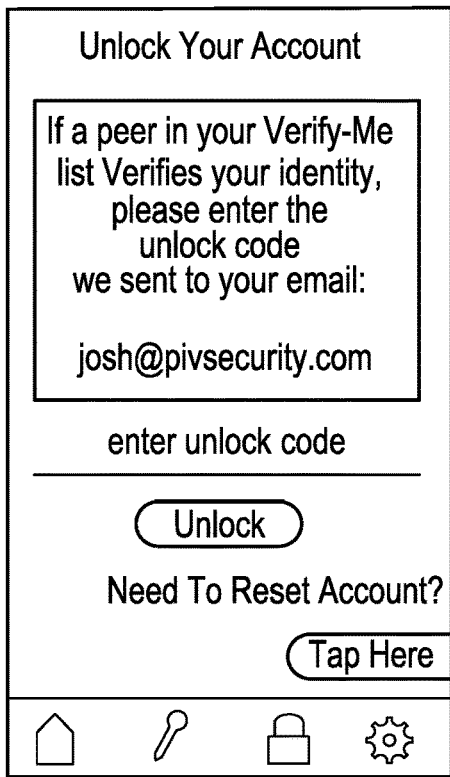 Unlock Your Account
If a peer in your Verify-Me
list Verifies your identity,
please enter the
unlock code
we sent to your email:
josh@pivsecurity.com
enter unlock code
Unlock
Need To Reset Account?
Tap Here